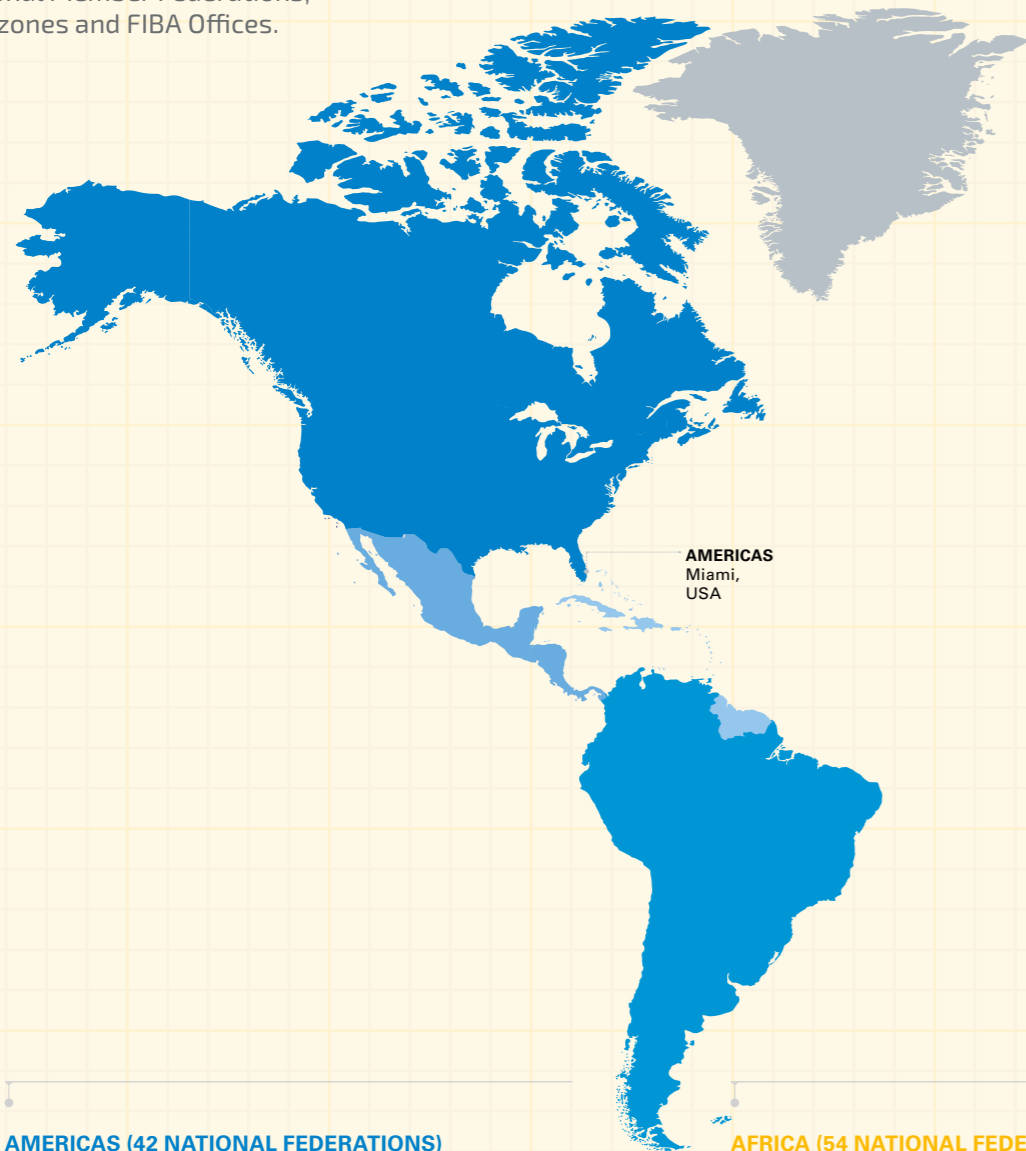 zones and FIBA Offices.
AMERICAS
Miami,
USA
AMERICAS (42 NATIONAL FEDERATIONS)
AFRICA (54 NATIONAL FEDE